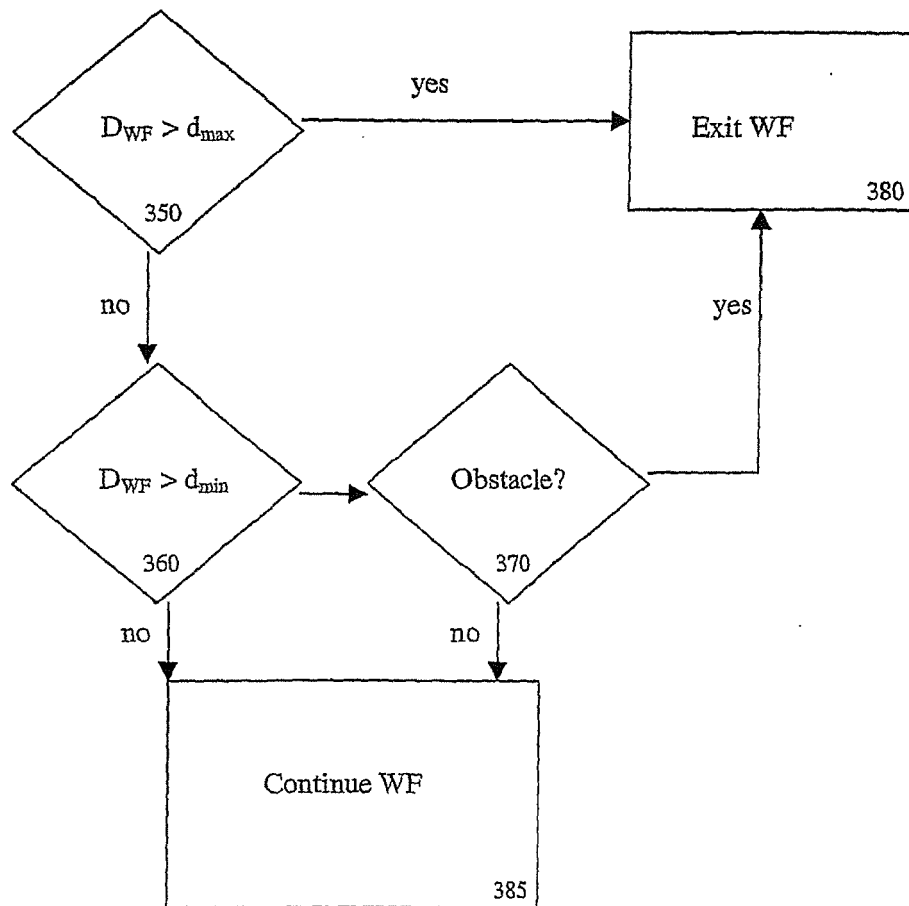 yes
D_WF > d_max
Exit WF
350
380
no
yes
D_WF > d_min
Obstacle?
360
370
no
no
Continue WF
385